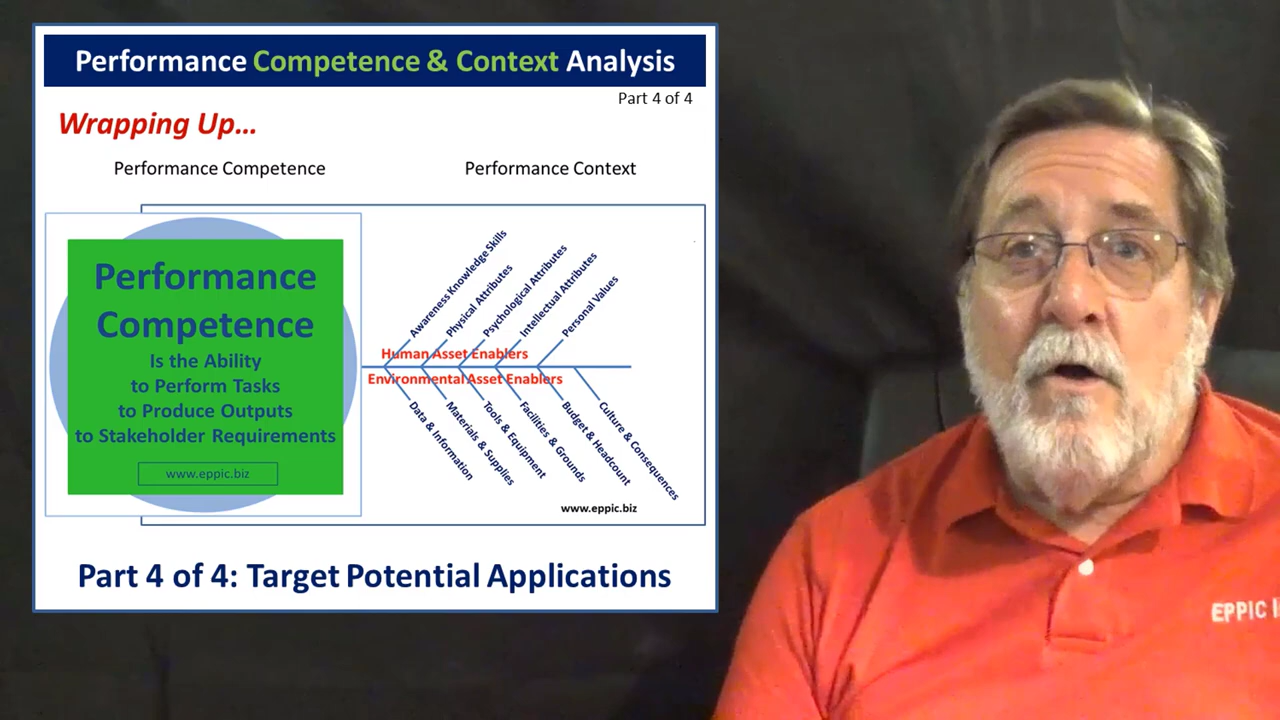 Performance Competence & Context Analysis
Part 4 of 4
Wrapping Up...
Performance Competence
Performance Context
Performance
Competence
Is the Ability
to Perform Tasks
to Produce Outputs
to Stakeholder Requirements
www.eppic.biz
Awareness Knowledge Skills
Physical Attributes
Psychological Attributes
Intellectual Attributes
Personal Values
Human Asset Enablers
Environmental Asset Enablers
Data & Information
Materials & Supplies
Tools & Equipment
Facilities & Grounds
Budget & Headcount
Culture & Consequences
www.eppic.biz
Part 4 of 4: Target Potential Applications
EPPIC